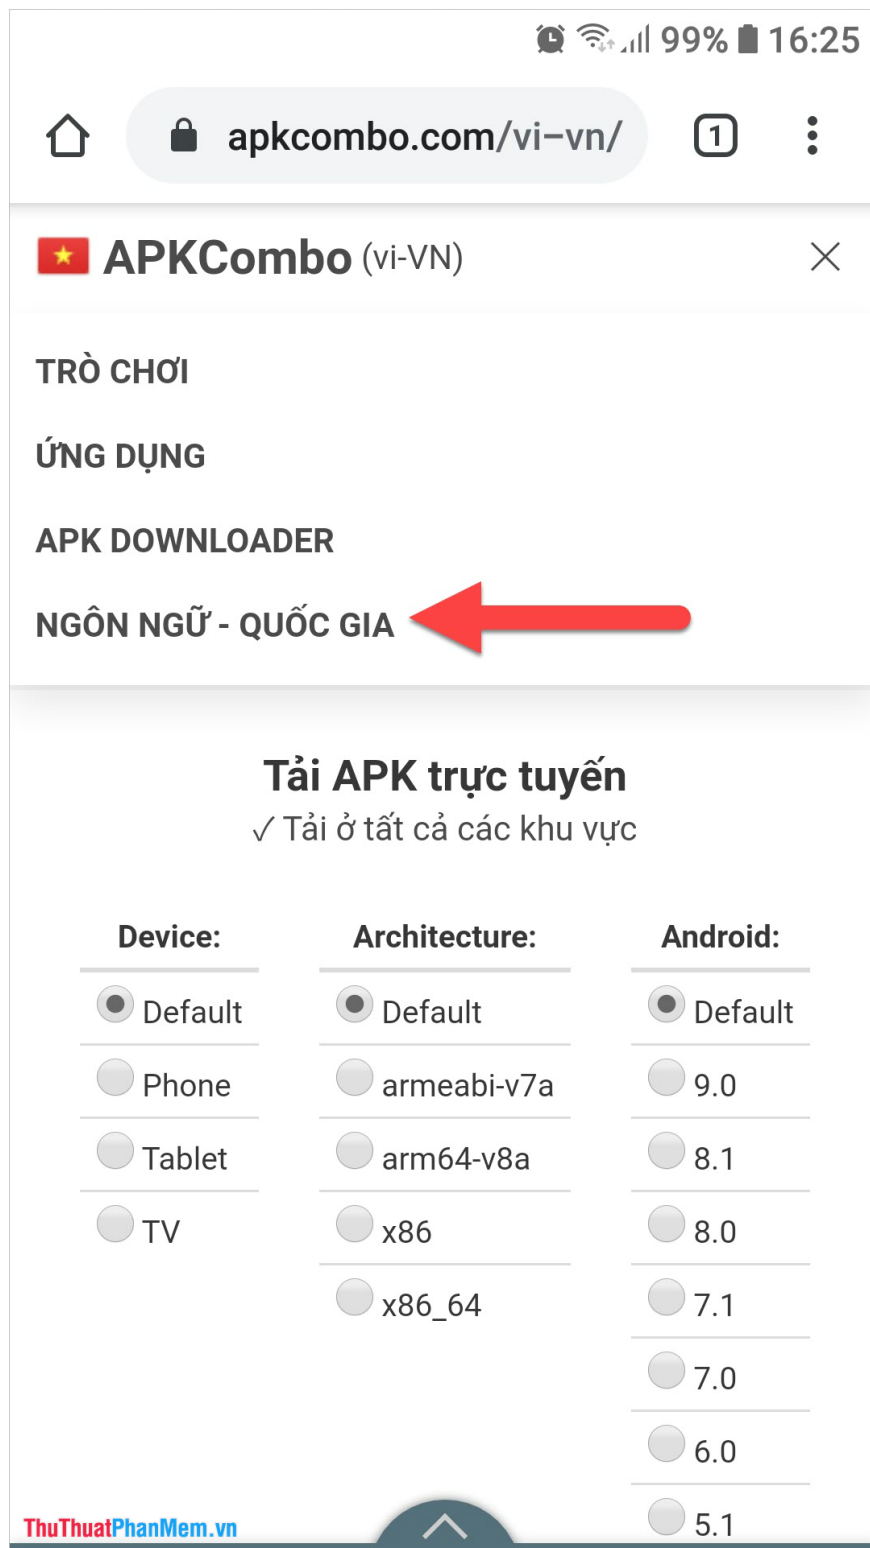 99% 16:25
apkcombo.com/vi-vn/ 1
APKCombo (vi-VN)
TRÒ CHƠI
ỨNG DỤNG
APK DOWNLOADER
NGÔN NGỮ - QUỐC GIA
Tải APK trực tuyến
✓ Tải ở tất cả các khu vực
Device: Architecture: Android:
Default Default Default
Phone armeabi-v7a 9.0
Tablet arm64-v8a 8.1
TV x86 8.0
x86_64 7.1
7.0
6.0
5.1
ThuThuatPhanMem.vn